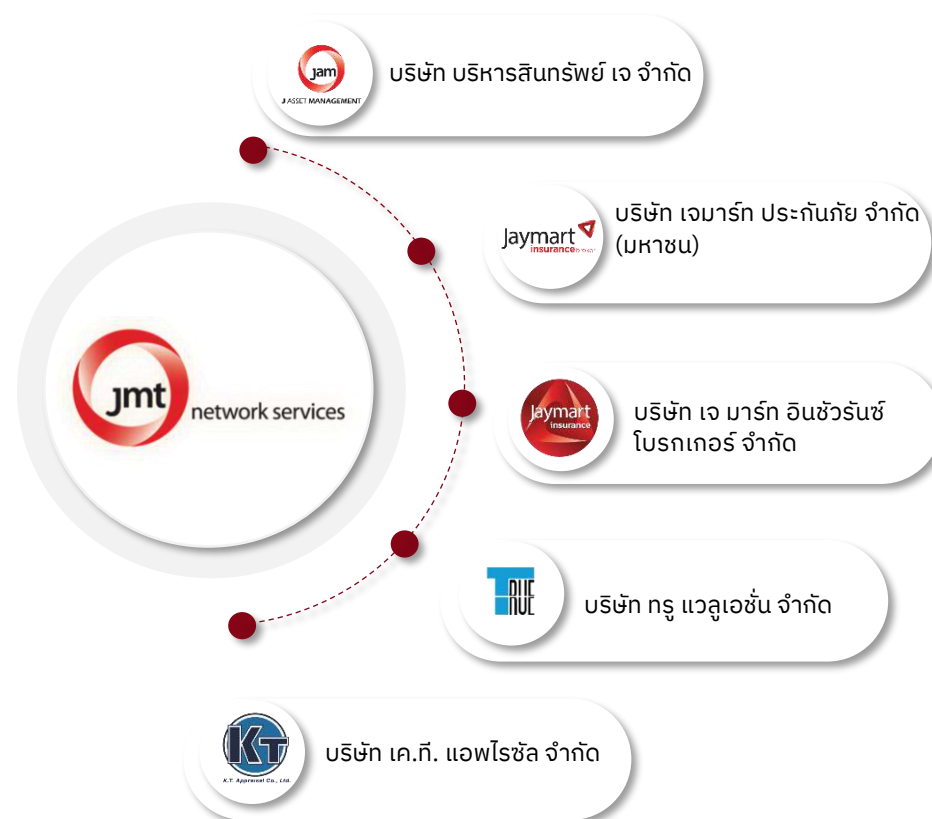 jam
J ASSET MANAGEMENT
บริษัท บริหารสินทรัพย์ เจ จำกัด
Jaymart
insurance
บริษัท เจมาร์ท ประกันภัย จำกัด
(มหาชน)
jmt
network services
Jaymart
insurance
บริษัท เจ มาร์ท อินชัวรันซ์
โบรกเกอร์ จำกัด
TRUE
บริษัท ทรู แวลูเอชั่น จำกัด
KT
K.T. Appraisal Co., Ltd.
บริษัท เค.ที. แอพไรซัล จำกัด